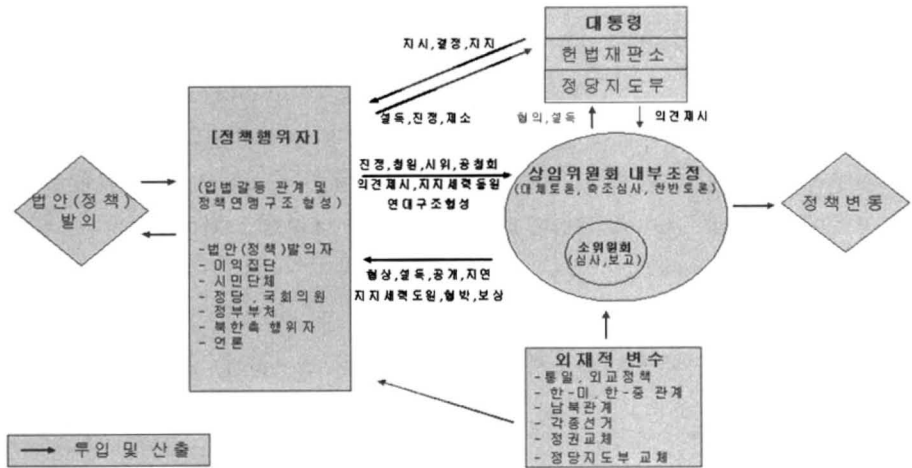 대통령
헌법재판소
정당지도부
지시,결정,지지
설득,진정,제소
협의,설득
의견제시
[정책행위자]
(입법갈등 관계 및
정책연맹구조 형성)
-법안(정책)발의자
- 이익집단
- 시민단체
- 정당, 국회의원
- 정부부처
- 북한측 행위자
- 언론
법안(정책)
발의
진정,청원,시위,공청회
의견제시,지지세력동원
연대구조형성
상임위원회 내부조정
(대체토론, 축조심사, 찬반토론)
소위원회
(심사,보고)
정책변동
협상,설득,공개,지연
지지세력도원,협박,보상
외재적 변수
-통일, 외교정책
- 한-미, 한-중 관계
- 남북관계
- 각종선거
- 정권교체
- 정당지도부 교체
투입 및 산출